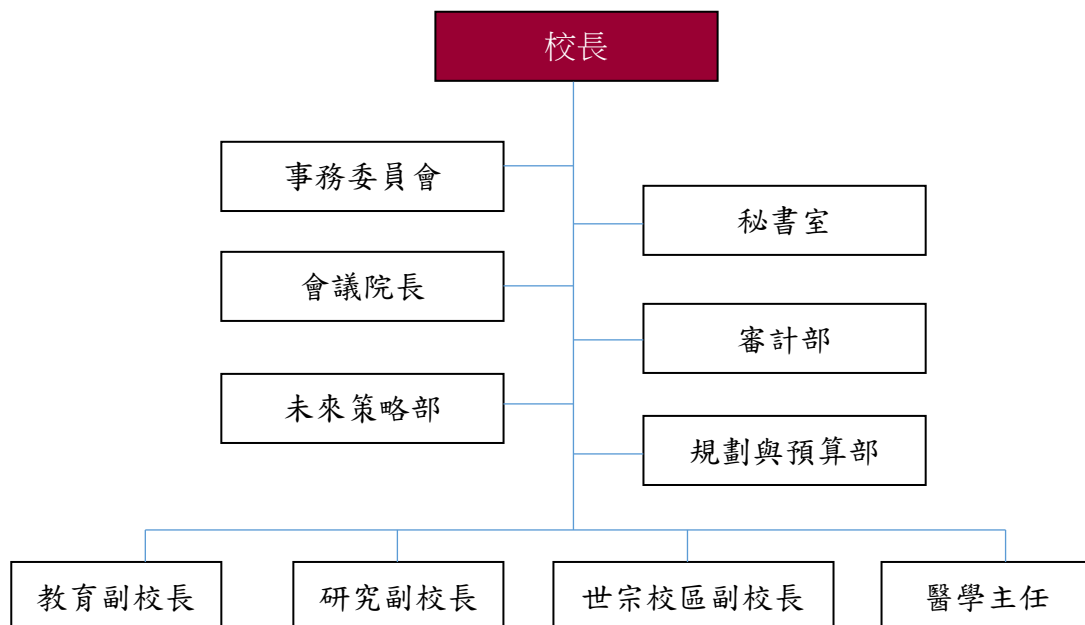 校長
事務委員會
秘書室
會議院長
審計部
未來策略部
規劃與預算部
教育副校長
研究副校長
世宗校區副校長
醫學主任